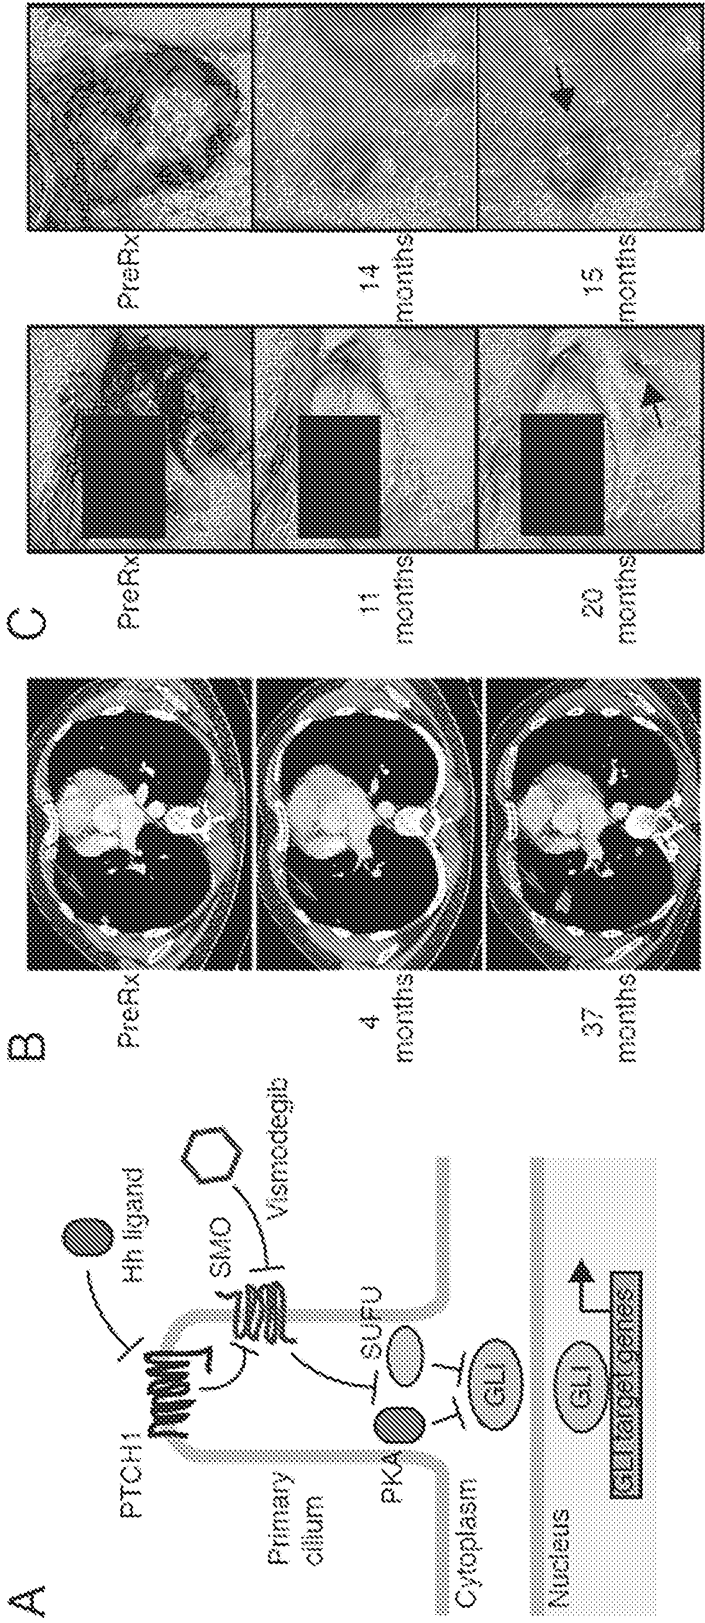 A
PTCH1
Hh ligand
SMO
Vismodegib
Primary
cilium
PKA
SUFU
GLI
Cytoplasm
Nucleus
GLI
GLI target genes
B
PreRx
4
months
37
months
C
PreRx
11
months
20
months
PreRx
14
months
15
months